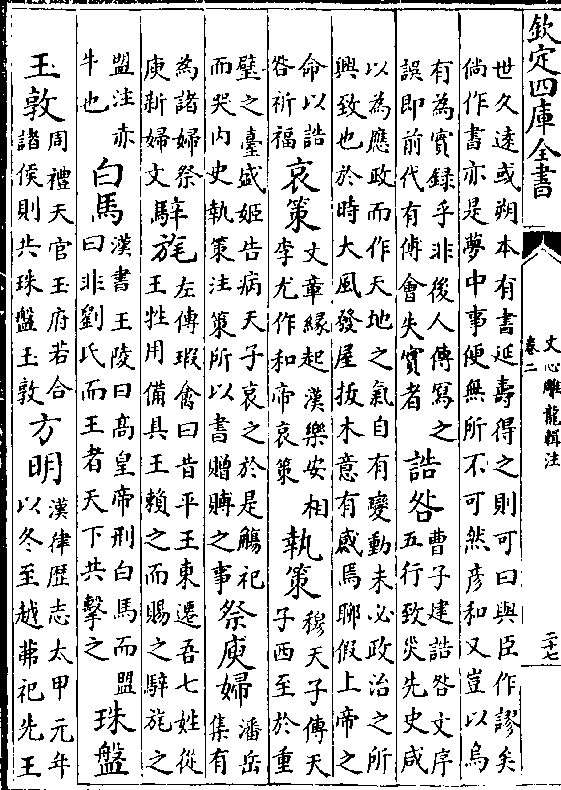 欽定四庫全書
文心雕龍輯注
卷二
二十七
世久遠或朔本有書延壽得之則可曰與臣作謬矣
倘作書亦是夢中事便無所不可然彦和又豈以烏
有為實録乎非後人傳寫之
誤即前代有傅會失實者
誥咎
曹子建誥咎文序
五行致災先史咸
以為應政而作天地之氣自有變動未必政治之所
興致也於時大風發屋拔木意有感焉聊假上帝之
命以誥
咎祈福
哀策
文章緣起漢樂安相
李尤作和帝哀策
執策
穆天子傳天
子西至於重
璧之臺盛姬告病天子哀之於是觴祀
而哭内史執策注策所以書贈賵之事
祭庾婦
潘岳
集有
為諸婦祭
庾新婦文
騂旄
左傳瑕禽曰昔平王東遷吾七姓從
王牲用備具王賴之而賜之騂旄之
盟注赤
牛也
白馬
漢書王陵曰高皇帝刑白馬而盟
曰非劉氏而王者天下共擊之
珠盤
玉敦
周禮天官玉府若合
諸侯則共珠盤玉敦
方明
漢律歴志太甲元年
以冬至越茀祀先王